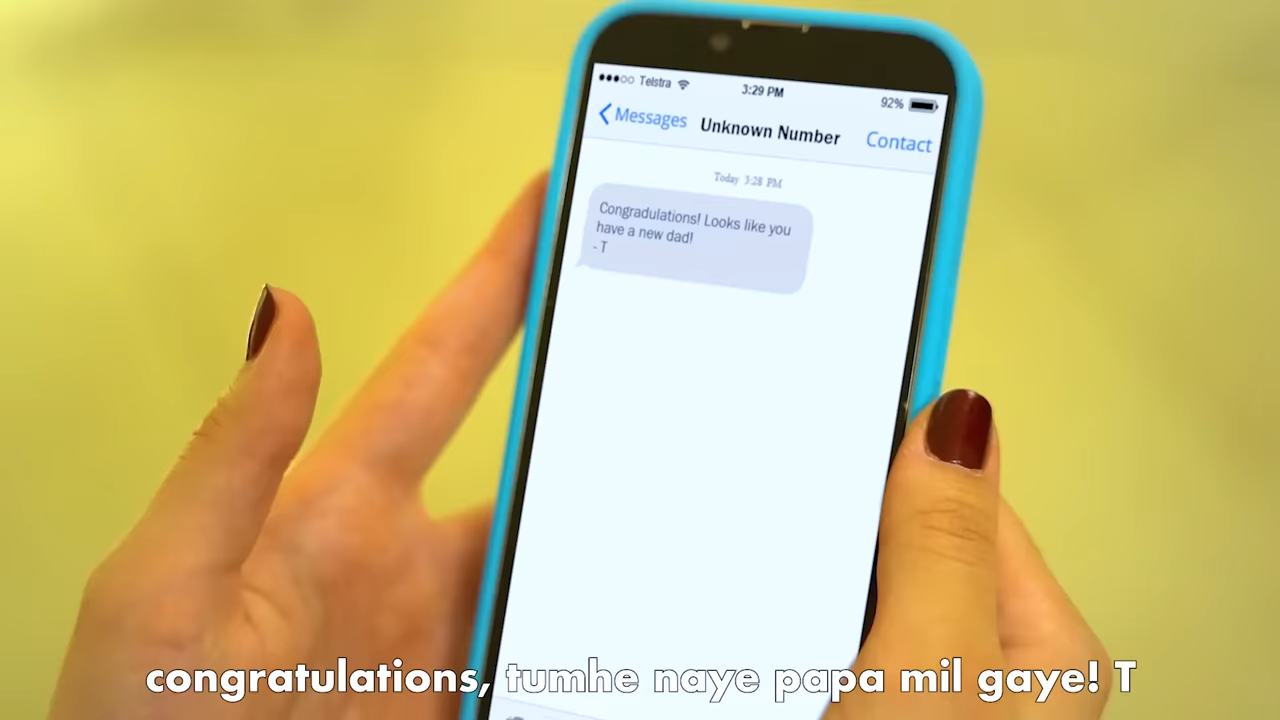 Telstra
3:29 PM
92%
Messages
Unknown Number
Contact
Today 3:28 PM
Congradulations! Looks like you
have a new dad!
- T
congratulations, tumhe naye papa mil gaye! T